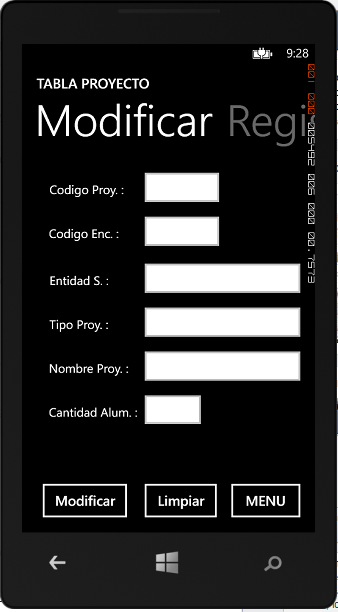 9:28
TABLA PROYECTO
Modificar Regi
Codigo Proy. :
Codigo Enc. :
Entidad S. :
Tipo Proy. :
Nombre Proy. :
Cantidad Alum. :
Modificar Limpiar MENU